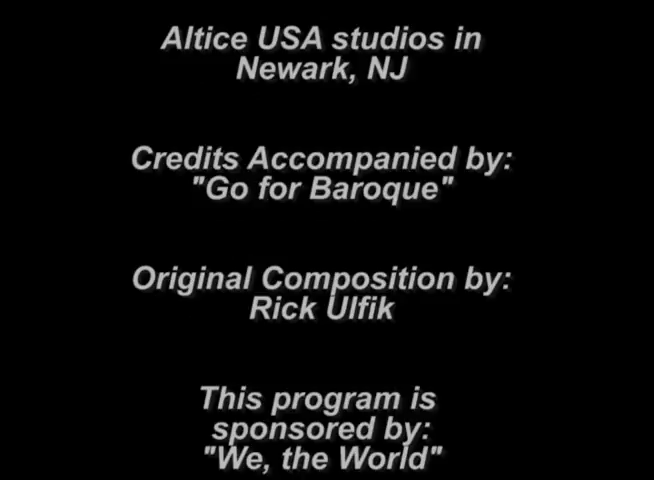 Altice USA studios in
Newark, NJ
Credits Accompanied by:
"Go for Baroque"
Original Composition by:
Rick Ulfik
This program is
sponsored by:
"We, the World"